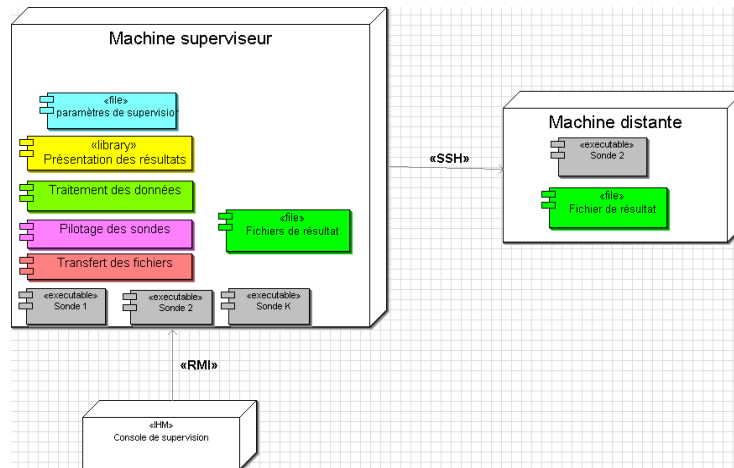 Machine superviseur
«file»
paramètres de supervision
«library»
Présentation des résultats
Traitement des données
Pilotage des sondes
«file»
Fichiers de résultat
Transfert des fichiers
«executable»
Sonde 1
«executable»
Sonde 2
«executable»
Sonde K
«SSH»
Machine distante
«executable»
Sonde 2
«file»
Fichier de résultat
«RMI»
«IHM»
Console de supervision